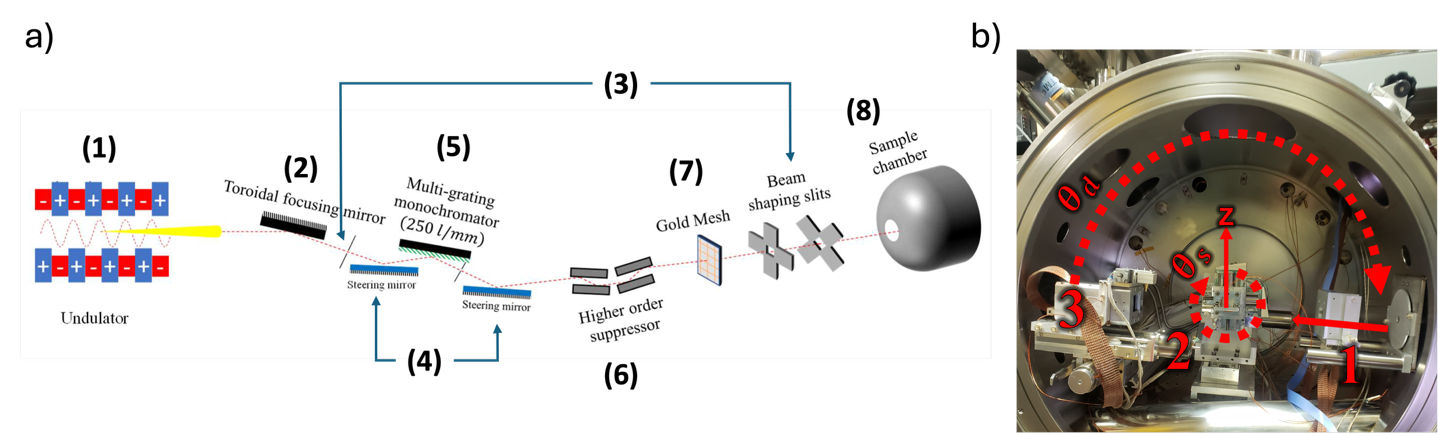 a)
(1)
Undulator
(2)
Toroidal focusing mirror
(3)
Steering mirror
Steering mirror
(4)
(5)
Multi-grating
monochromator
(250 l/mm)
Higher order
suppressor
(6)
(7)
Gold Mesh
Beam
shaping slits
(8)
Sample
chamber
- + - + - + - +
+ - + - + - + -
b)
θd
z
θs
3
2
1